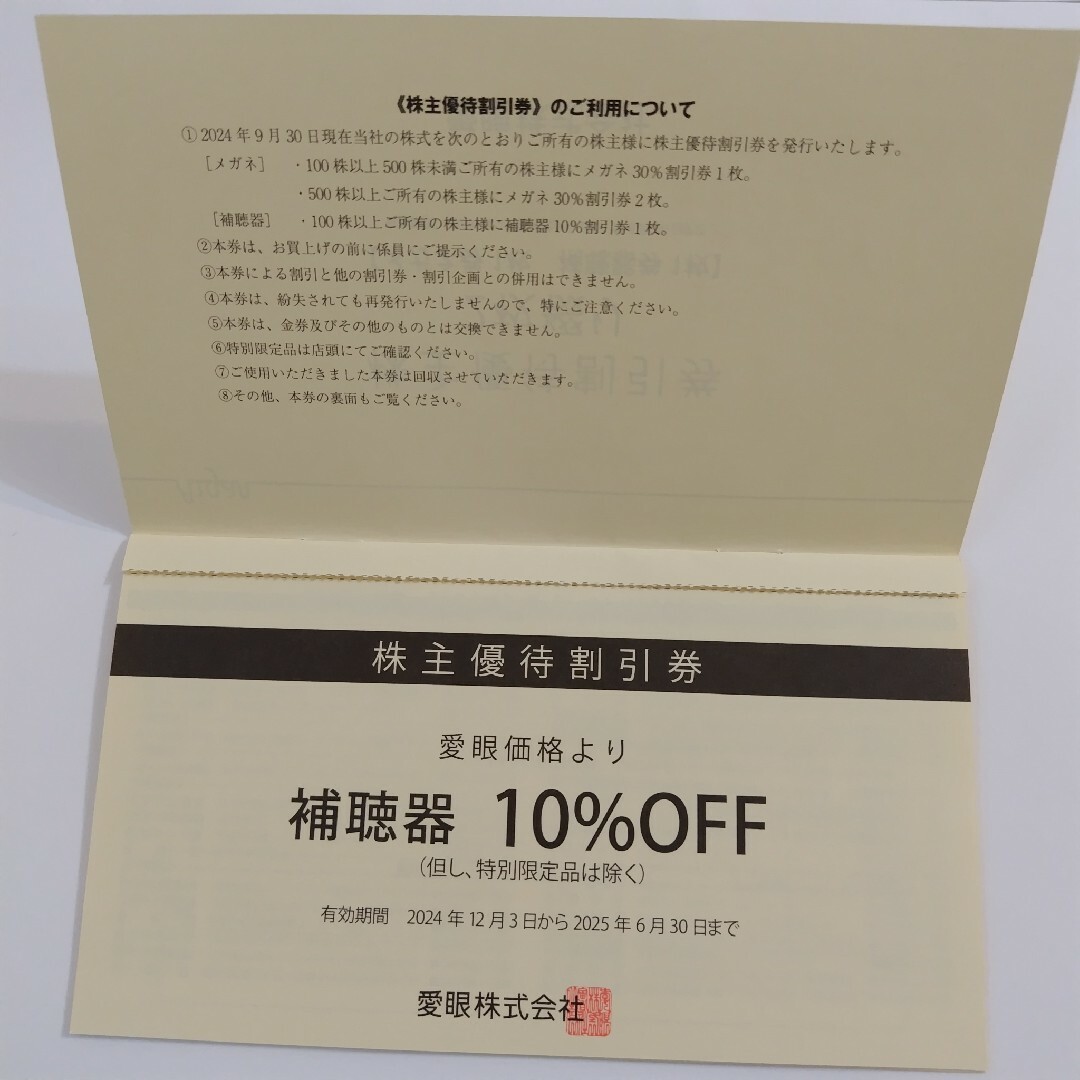 《株主優待割引券》のご利用について
①2024年9月30日現在当社の株式を次のとおりご所有の株主様に株主優待割引券を発行いたします。
［メガネ］ ・100株以上500株未満ご所有の株主様にメガネ30％割引券1枚。
・500株以上ご所有の株主様にメガネ30％割引券2枚。
［補聴器］ ・100株以上ご所有の株主様に補聴器10％割引券1枚。
②本券は、お買上げの前に係員にご提示ください。
③本券による割引と他の割引券・割引企画との併用はできません。
④本券は、紛失されても再発行いたしませんので、特にご注意ください。
⑤本券は、金券及びその他のものとは交換できません。
⑥特別限定品は店頭にてご確認ください。
⑦ご使用いただきました本券は回収させていただきます。
⑧その他、本券の裏面もご覧ください。
株主優待割引券
愛眼価格より
補聴器 10%OFF
（但し、特別限定品は除く）
有効期間 2024年12月3日から2025年6月30日まで
愛眼株式会社